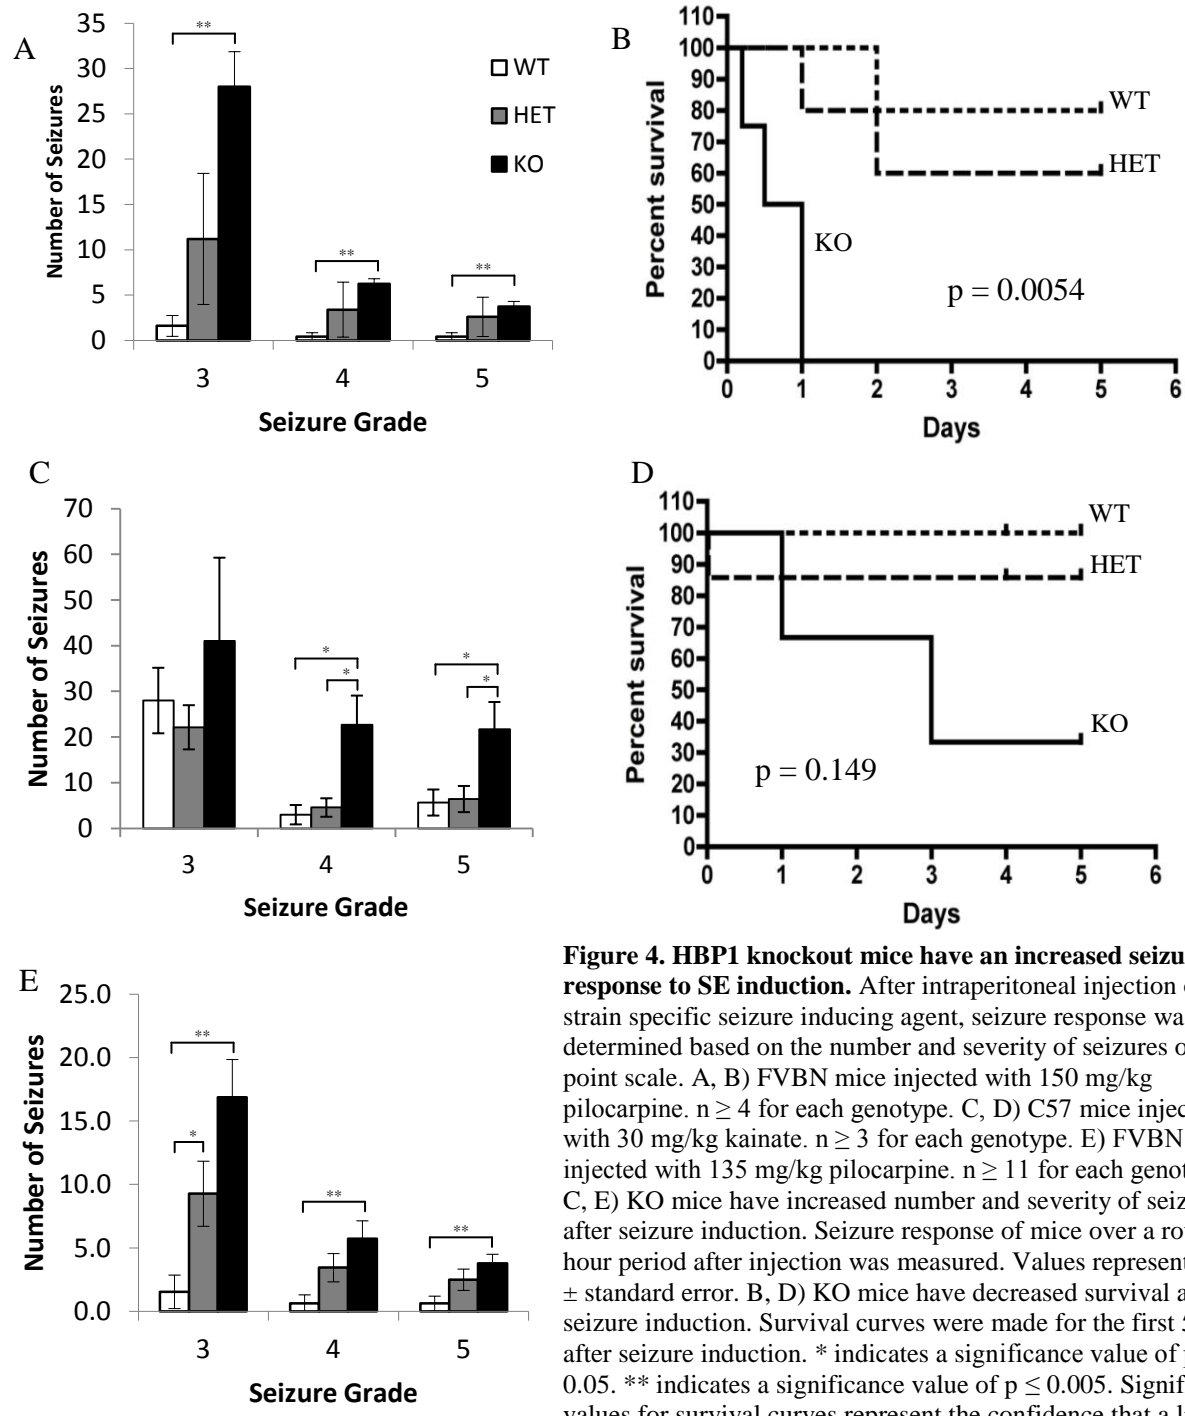 A
35
30
25
20
15
10
5
0
Number of Seizures
**
**
**
WT
HET
KO
3
4
5
Seizure Grade
B
110
100
90
80
70
60
50
40
30
20
10
0
Percent survival
WT
HET
KO
p = 0.0054
0
1
2
3
4
5
6
Days
C
70
60
50
40
30
20
10
0
Number of Seizures
*
*
*
*
3
4
5
Seizure Grade
D
110
100
90
80
70
60
50
40
30
20
10
0
Percent survival
WT
HET
KO
p = 0.149
0
1
2
3
4
5
6
Days
E
25.0
20.0
15.0
10.0
5.0
0.0
Number of Seizures
**
*
**
**
3
4
5
Seizure Grade
Figure 4. HBP1 knockout mice have an increased seizu
response to SE induction. After intraperitoneal injection
strain specific seizure inducing agent, seizure response wa
determined based on the number and severity of seizures o
point scale. A, B) FVBN mice injected with 150 mg/kg
pilocarpine. n ≥ 4 for each genotype. C, D) C57 mice injec
with 30 mg/kg kainate. n ≥ 3 for each genotype. E) FVBN
injected with 135 mg/kg pilocarpine. n ≥ 11 for each genot
C, E) KO mice have increased number and severity of seiz
after seizure induction. Seizure response of mice over a ro
hour period after injection was measured. Values represent
± standard error. B, D) KO mice have decreased survival a
seizure induction. Survival curves were made for the first 5
after seizure induction. * indicates a significance value of p
0.05. ** indicates a significance value of p ≤ 0.005. Signif
values for survival curves represent the confidence that a l